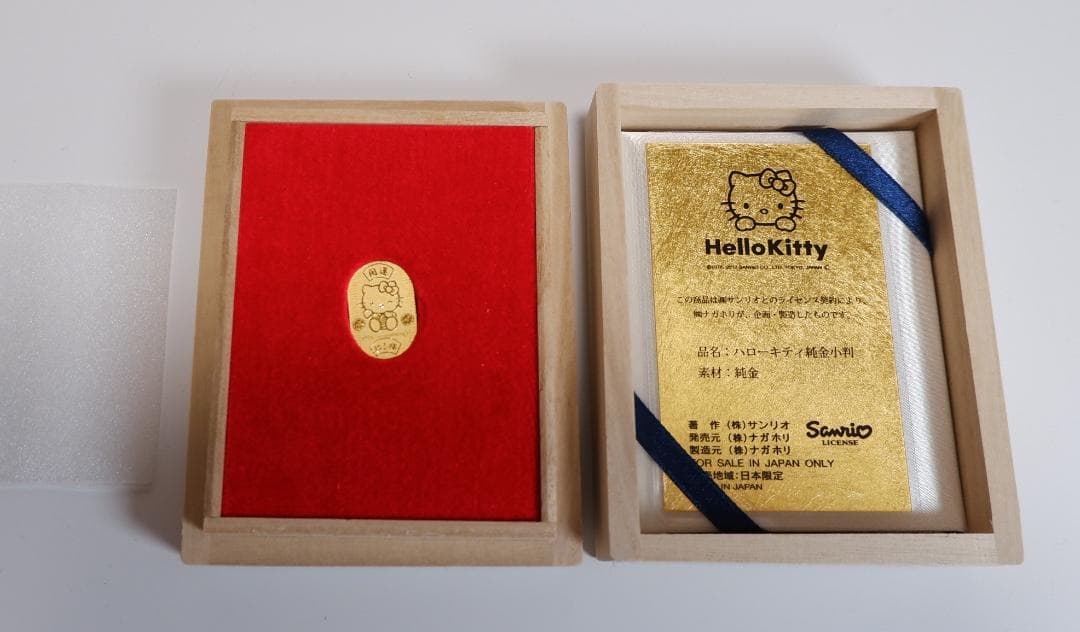 開運
HelloKitty
この商品は㈱サンリオとのライセンス契約により、
㈱ナガホリが、企画・製造したものです。
品名：ハローキティ純金小判
素材：純金
著　作（株）サンリオ
発売元（株）ナガホリ
製造元（株）ナガホリ
Sanrio
LICENSE
FOR SALE IN JAPAN ONLY
地域：日本限定
IN JAPAN